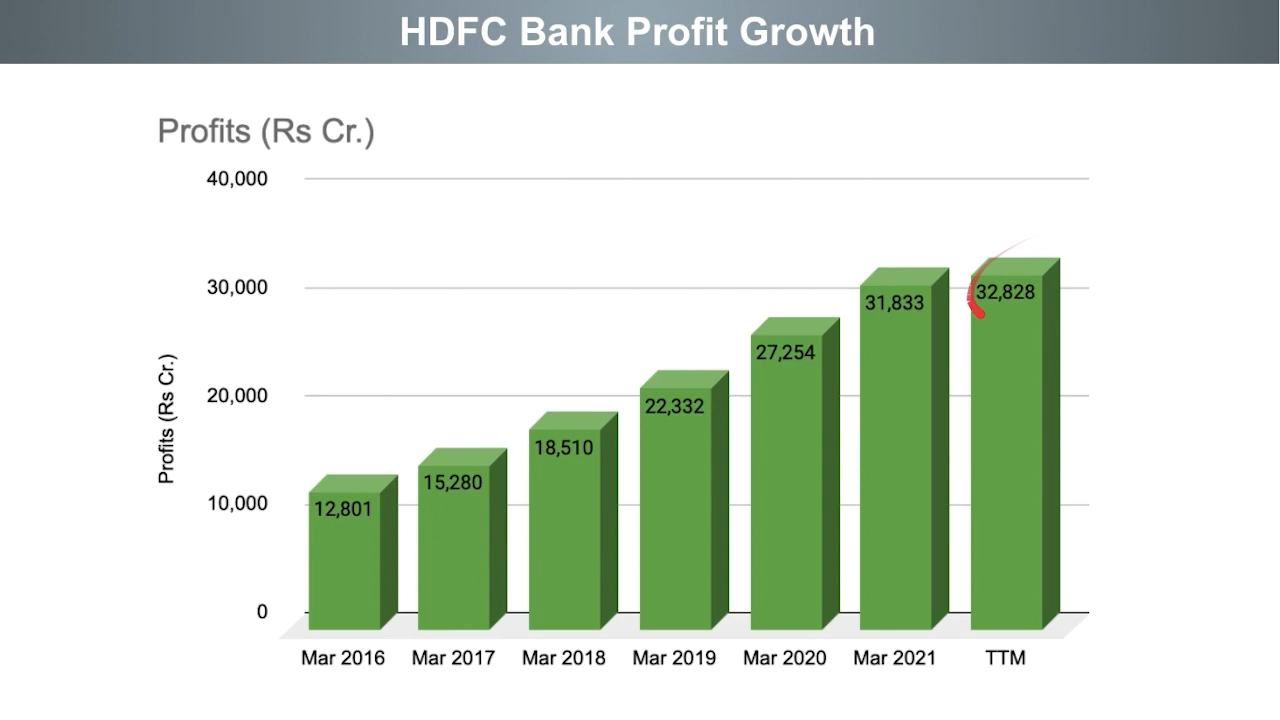 HDFC Bank Profit Growth
Profits (Rs Cr.)
40,000
30,000
20,000
10,000
0
Profits (Rs Cr.)
12,801
15,280
18,510
22,332
27,254
31,833
32,828
Mar 2016
Mar 2017
Mar 2018
Mar 2019
Mar 2020
Mar 2021
TTM